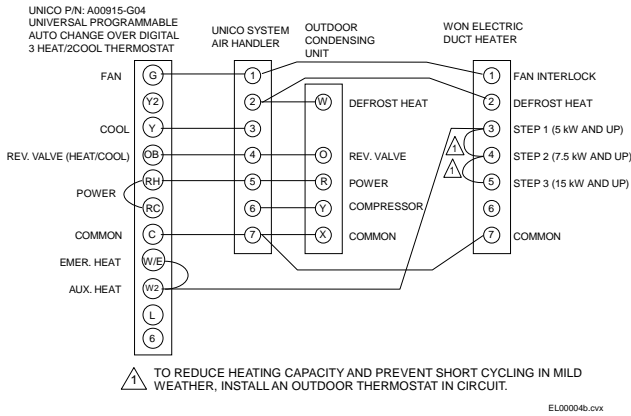 UNICO P/N: A00915-G04
UNIVERSAL PROGRAMMABLE
AUTO CHANGE OVER DIGITAL
3 HEAT/2COOL THERMOSTAT
UNICO SYSTEM
AIR HANDLER
OUTDOOR
CONDENSING
UNIT
WON ELECTRIC
DUCT HEATER
FAN G 1 1 FAN INTERLOCK
Y2 2 W DEFROST HEAT 2 DEFROST HEAT
COOL Y 3 3 STEP 1 (5 kW AND UP)
1
REV. VALVE (HEAT/COOL) OB 4 O REV. VALVE 4 STEP 2 (7.5 kW AND UP)
1
POWER RH 5 R POWER 5 STEP 3 (15 kW AND UP)
RC 6 Y COMPRESSOR 6
COMMON C 7 X COMMON 7 COMMON
EMER. HEAT W/E
AUX. HEAT W2
L
6
1 TO REDUCE HEATING CAPACITY AND PREVENT SHORT CYCLING IN MILD
WEATHER, INSTALL AN OUTDOOR THERMOSTAT IN CIRCUIT.
EL00004b.cvx